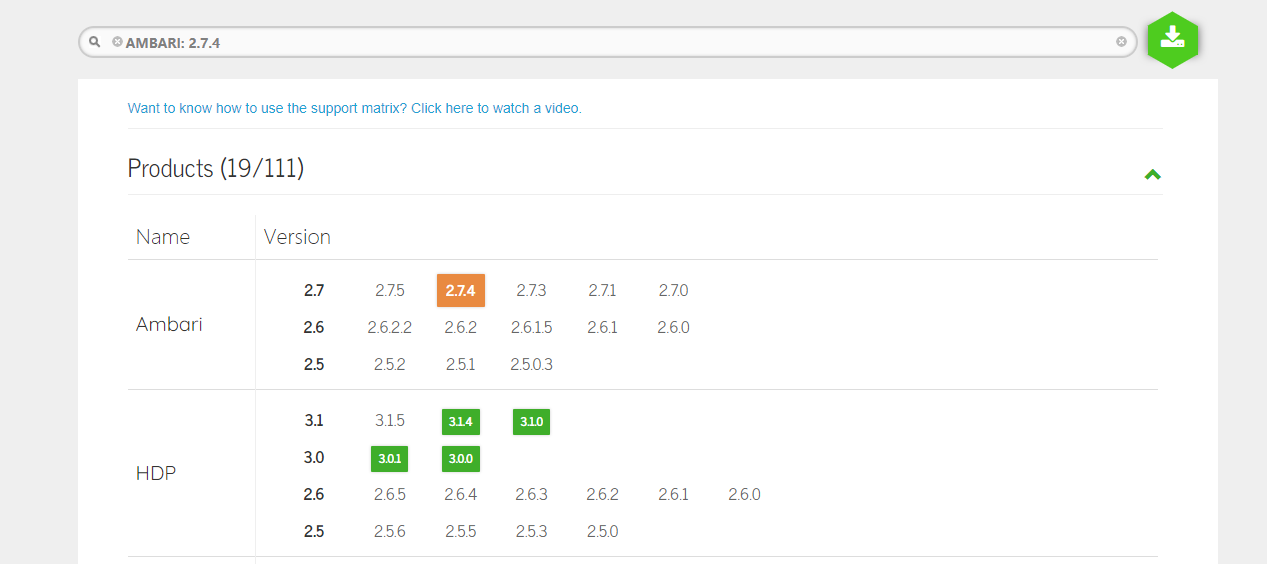 AMBARI: 2.7.4
Want to know how to use the support matrix? Click here to watch a video.
Products (19/111)
Name Version
Ambari
2.7 2.7.5 2.7.4 2.7.3 2.7.1 2.7.0
2.6 2.6.2.2 2.6.2 2.6.1.5 2.6.1 2.6.0
2.5 2.5.2 2.5.1 2.5.0.3
HDP
3.1 3.1.5 3.1.4 3.1.0
3.0 3.0.1 3.0.0
2.6 2.6.5 2.6.4 2.6.3 2.6.2 2.6.1 2.6.0
2.5 2.5.6 2.5.5 2.5.3 2.5.0